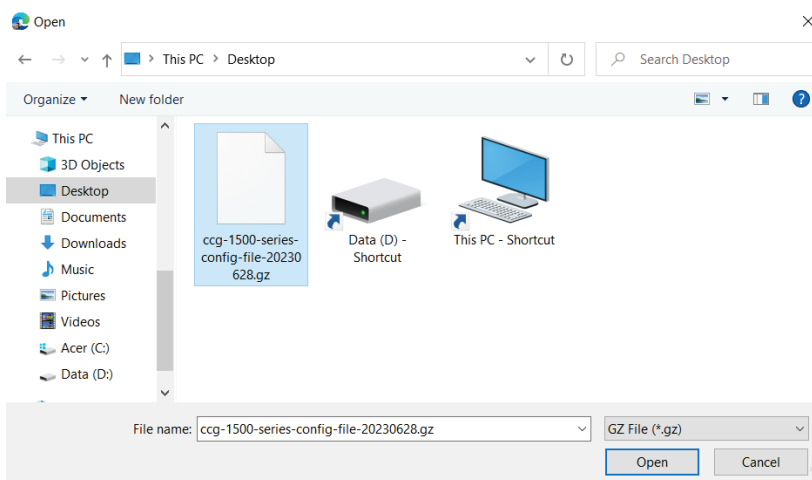 Open
This PC > Desktop
Search Desktop
Organize
New folder
?
This PC
3D Objects
Desktop
Documents
Downloads
Music
Pictures
Videos
Acer (C:)
Data (D:)
ccg-1500-series-
config-file-20230
628.gz
Data (D) -
Shortcut
This PC - Shortcut
File name: ccg-1500-series-config-file-20230628.gz
GZ File (*.gz)
Open
Cancel